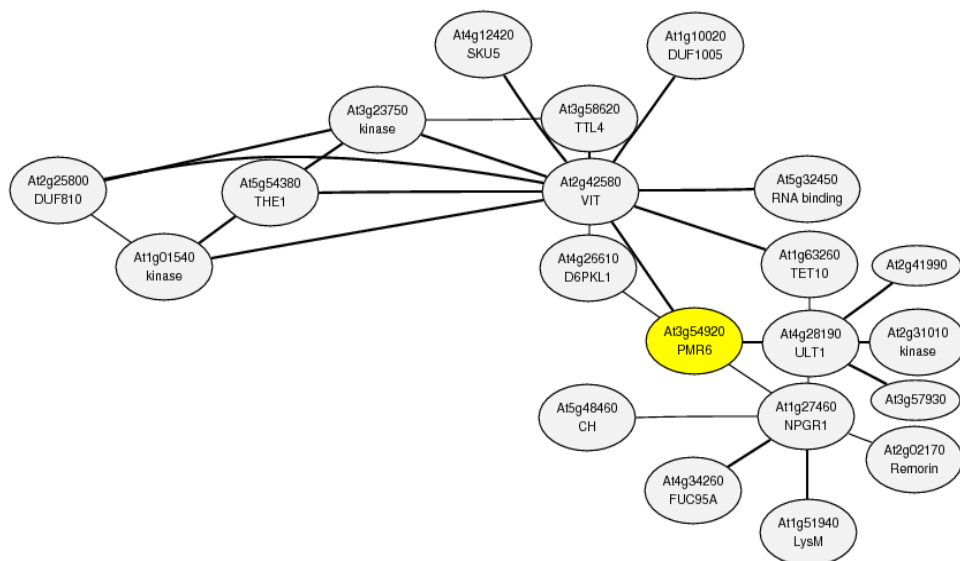 At4g12420
SKU5
At1g10020
DUF1005
At3g23750
kinase
At3g58620
TTL4
At2g25800
DUF810
At5g54380
THE1
At2g42580
VIT
At5g32450
RNA binding
At1g01540
kinase
At4g26610
D6PKL1
At1g63260
TET10
At2g41990
At3g54920
PMR6
At4g28190
ULT1
At2g31010
kinase
At3g57930
At5g48460
CH
At1g27460
NPGR1
At2g02170
Remorin
At4g34260
FUC95A
At1g51940
LysM